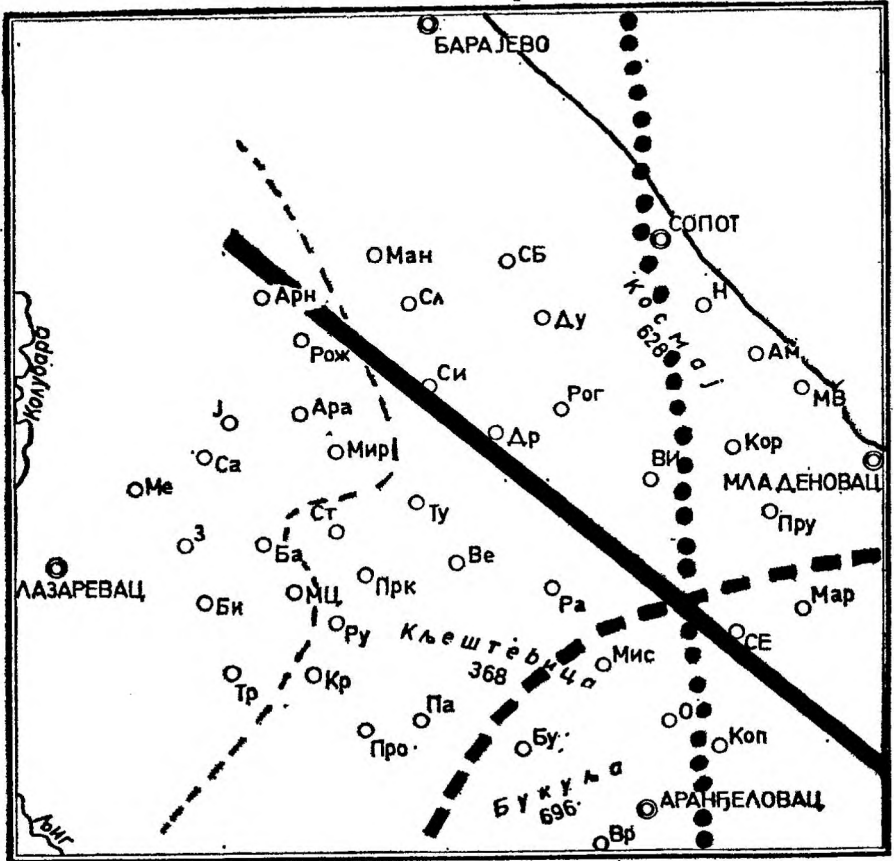 БАРАЈЕВО
СОПОТ
Ман
СБ
Арн
Сл
Н
Ду
Космај
628
Рож
Ам
Колубара
Си
МВ
Ј
Ара
Рог
Др
Мир
Кор
Са
ВИ
МЛАДЕНОВАЦ
Ме
Ту
Ст
Пру
З
Ба
Ве
ЛАЗАРЕВАЦ
Прк
МЦ
Ра
Би
Мар
Ру
Кљештевица
368
СЕ
Мис
Тр
Кр
Па
О
Про
Бу
Коп
Букуља
696
АРАНЂЕЛОВАЦ
Љиг
Вр